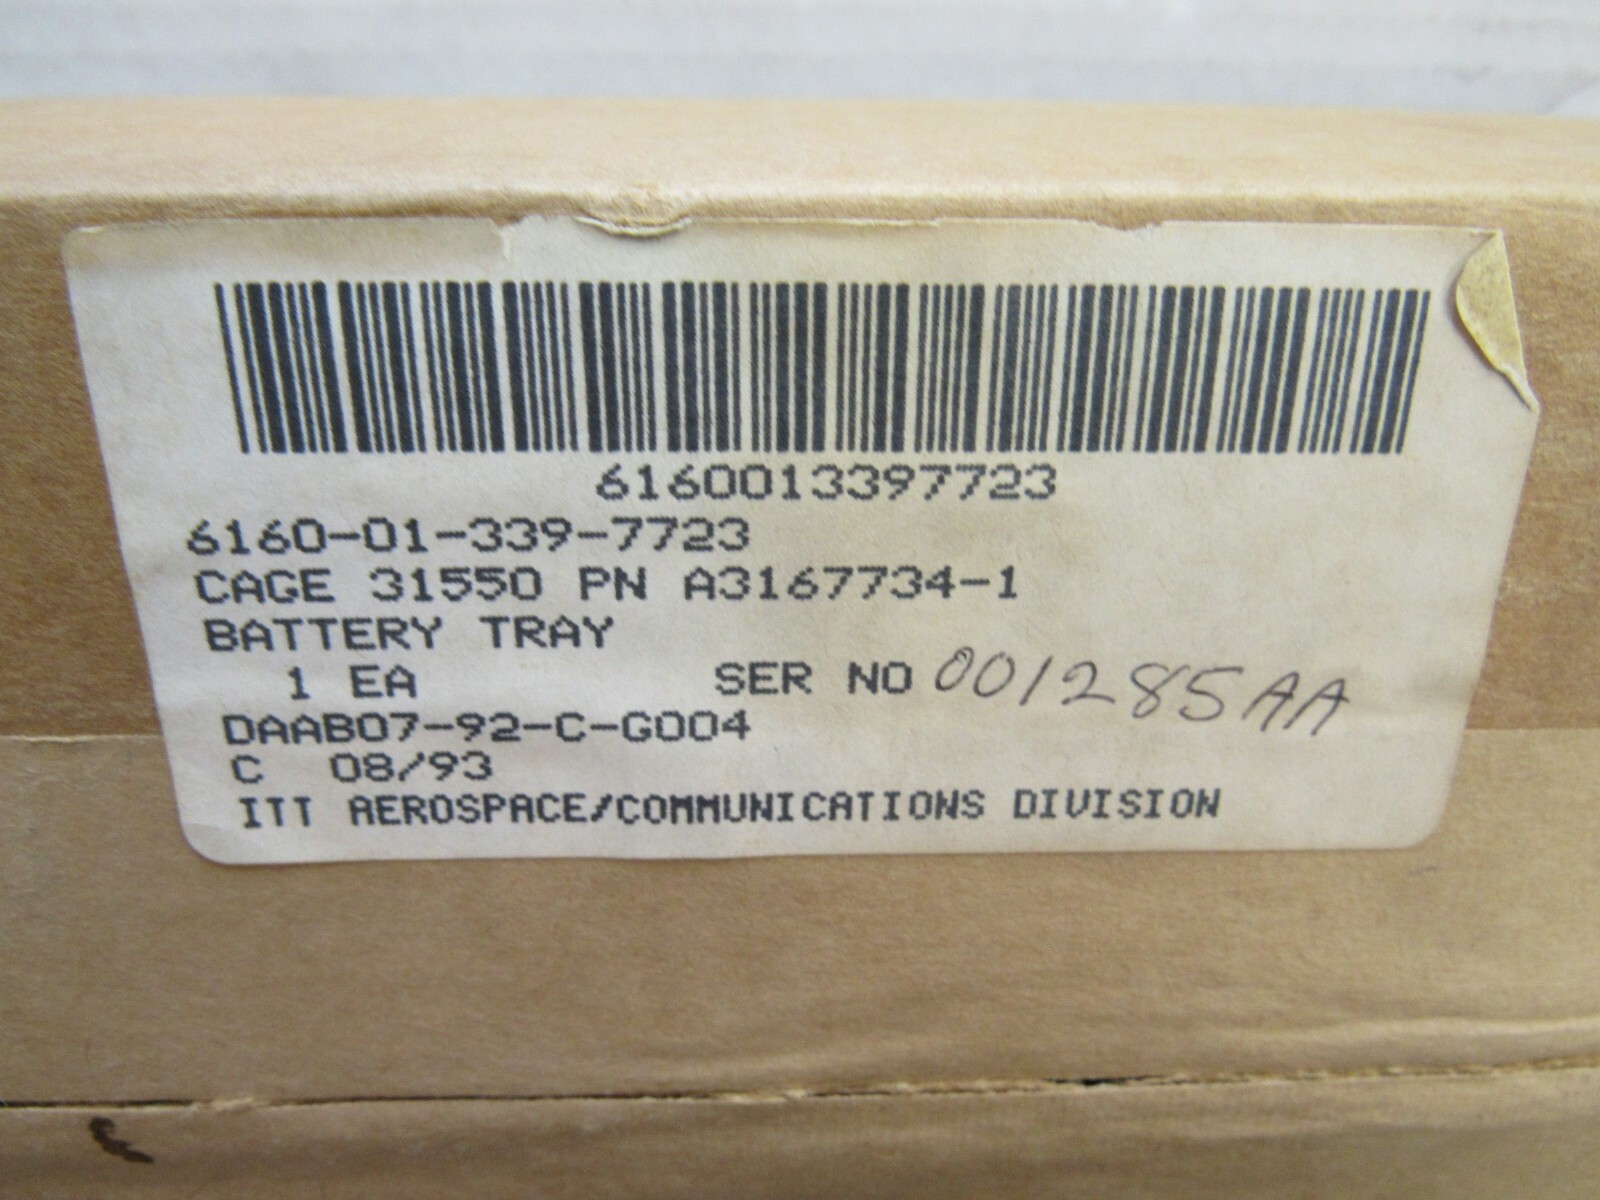 6160013397723
6160-01-339-7723
CAGE 31550 PN A3167734-1
BATTERY TRAY
1 EA SER NO 001285AA
DAAB07-92-C-G004
C 08/93
ITT AEROSPACE/COMMUNICATIONS DIVISION